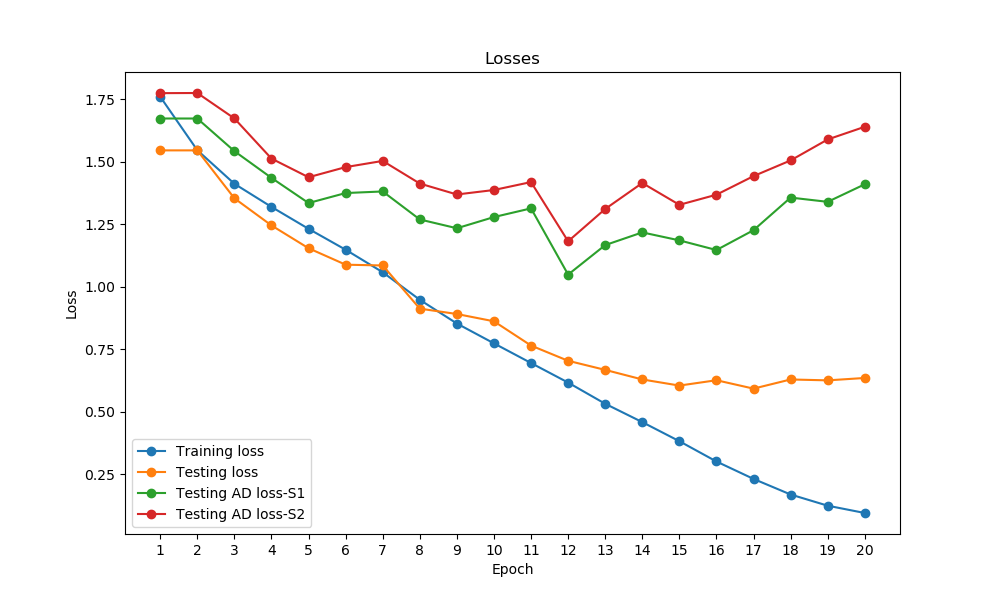 Losses
1.75
1.50
1.25
1.00
0.75
0.50
0.25
Loss
Training loss
Testing loss
Testing AD loss-S1
Testing AD loss-S2
1 2 3 4 5 6 7 8 9 10 11 12 13 14 15 16 17 18 19 20
Epoch